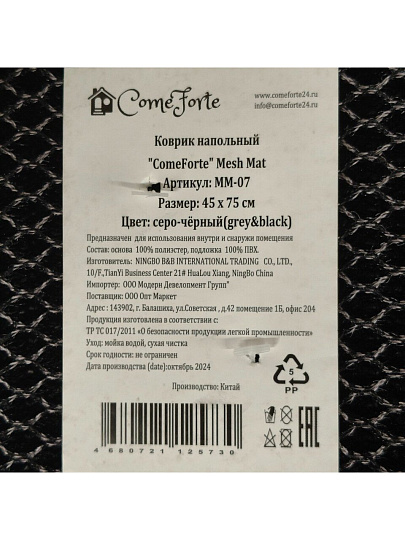 ComeForte
www.comeforte24.ru
info@comeforte24.ru
Коврик напольный
"ComeForte" Mesh Mat
Артикул: ММ-07
Размер: 45 х 75 см
Цвет: серо-чёрный(grey&black)
Предназначен для использования внутри и снаружи помещения
Состав: основа 100% полиэстер, подложка 100% ПВХ.
Изготовитель: NINGBO B&B INTERNATIONAL TRADING CO., LTD.,
10/F.,TianYi Business Center 21# HuaLou Xiang, NingBo China
Импортер: ООО Модерн Девелопмент Групп"
Поставщик: ООО Опт Маркет
Адрес : 143902, г. Балашиха, ул.Советская , д.42 помещение 1Б, офис 204
Продукция изготовлена в соответствии с:
ТР ТС 017/2011 «О безопасности продукции легкой промышленности»
Уход: мойка водой, сухая чистка
Срок годности: не ограничен
Дата производства (date):октябрь 2024
Производство: Китай
5
PP
EAC
4 680721 125730